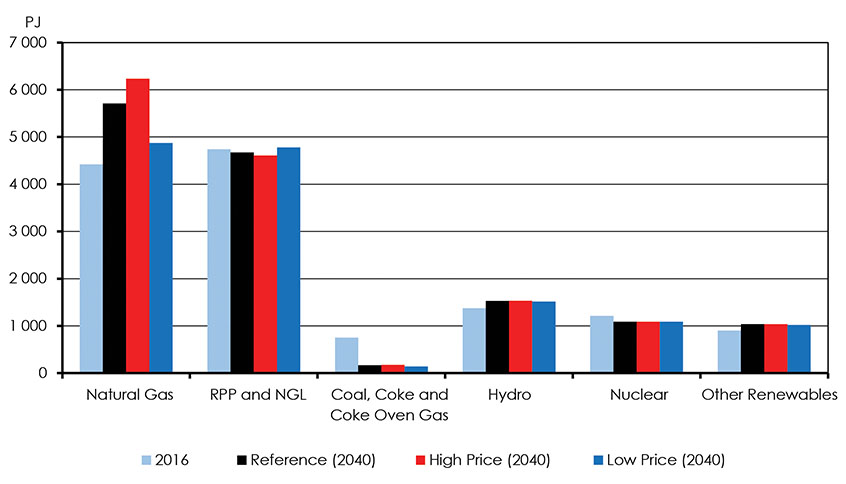 PJ
7 000
6 000
5 000
4 000
3 000
2 000
1 000
0
Natural Gas
RPP and NGL
Coal, Coke and
Coke Oven Gas
Hydro
Nuclear
Other Renewables
2016
Reference (2040)
High Price (2040)
Low Price (2040)